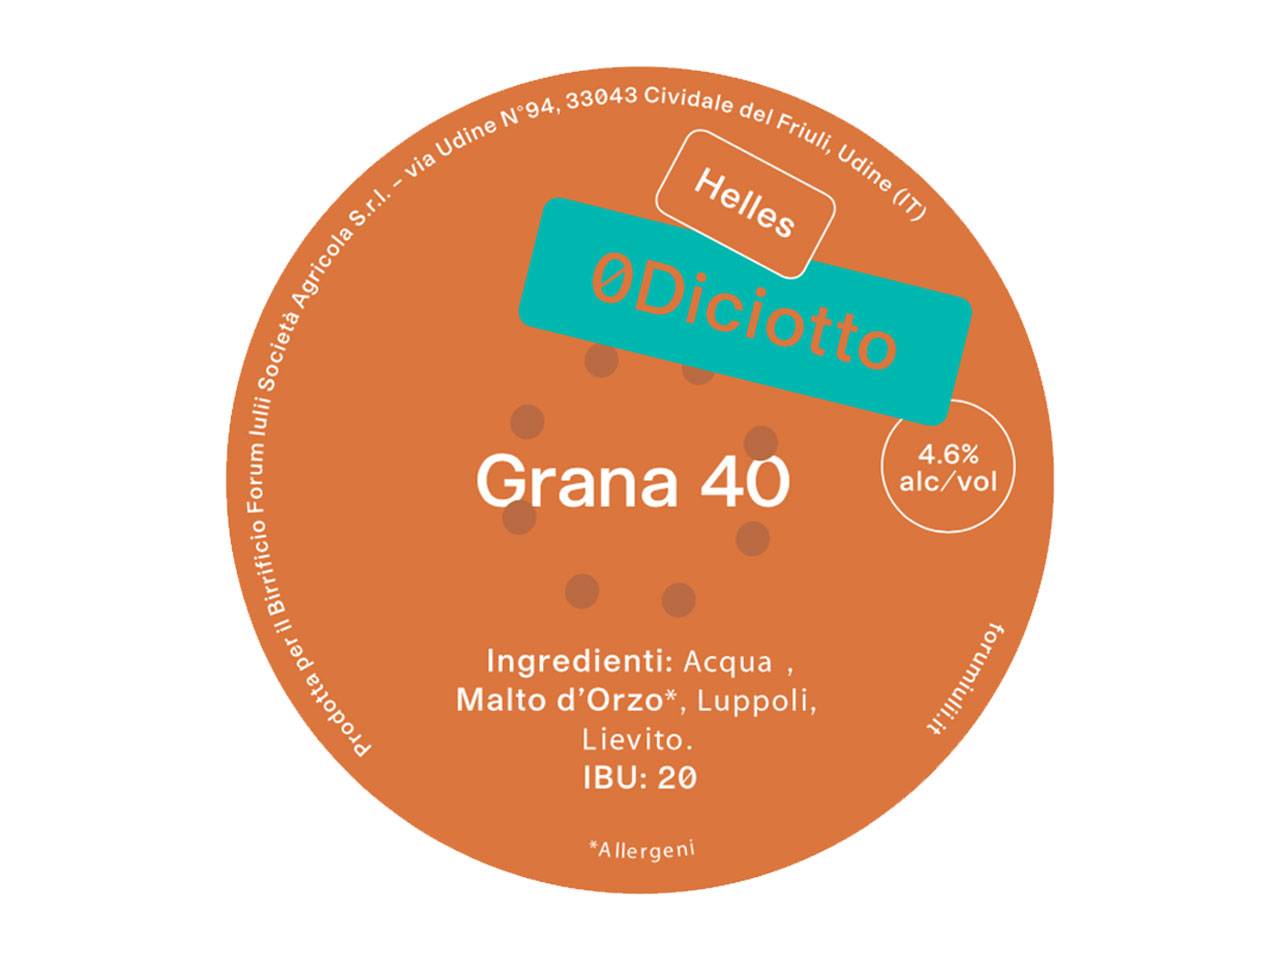 Prodotta per il Birrificio Forum Iulii Società Agricola S.r.l. – via Udine N°94, 33043 Cividale del Friuli, Udine (IT)
Helles
0Diciotto
4.6%
alc/vol
Grana 40
Ingredienti: Acqua ,
Malto d’Orzo*, Luppoli,
Lievito.
IBU: 20
*Allergeni
forumiulii.it